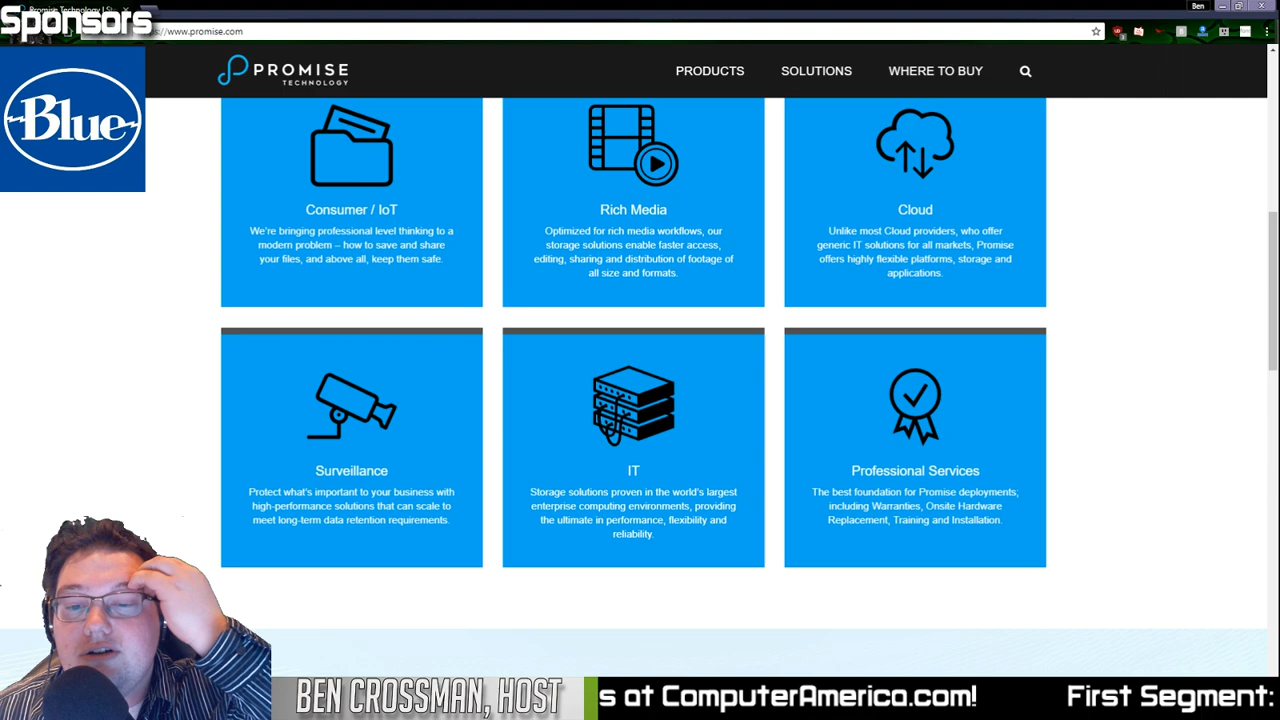 Promise Technology | St
Ben
Sponsors
www.promise.com
Blue
PROMISE
TECHNOLOGY
PRODUCTS
SOLUTIONS
WHERE TO BUY
Consumer / IoT
We're bringing professional level thinking to a
modern problem – how to save and share
your files, and above all, keep them safe.
Rich Media
Optimized for rich media workflows, our
storage solutions enable faster access,
editing, sharing and distribution of footage of
all size and formats.
Cloud
Unlike most Cloud providers, who offer
generic IT solutions for all markets, Promise
offers highly flexible platforms, storage and
applications.
Surveillance
Protect what's important to your business with
high-performance solutions that can scale to
meet long-term data retention requirements.
IT
Storage solutions proven in the world's largest
enterprise computing environments, providing
the ultimate in performance, flexibility and
reliability.
Professional Services
The best foundation for Promise deployments;
including Warranties, Onsite Hardware
Replacement, Training and Installation.
BEN CROSSMAN, HOST
s at ComputerAmerica.com! First Segment: